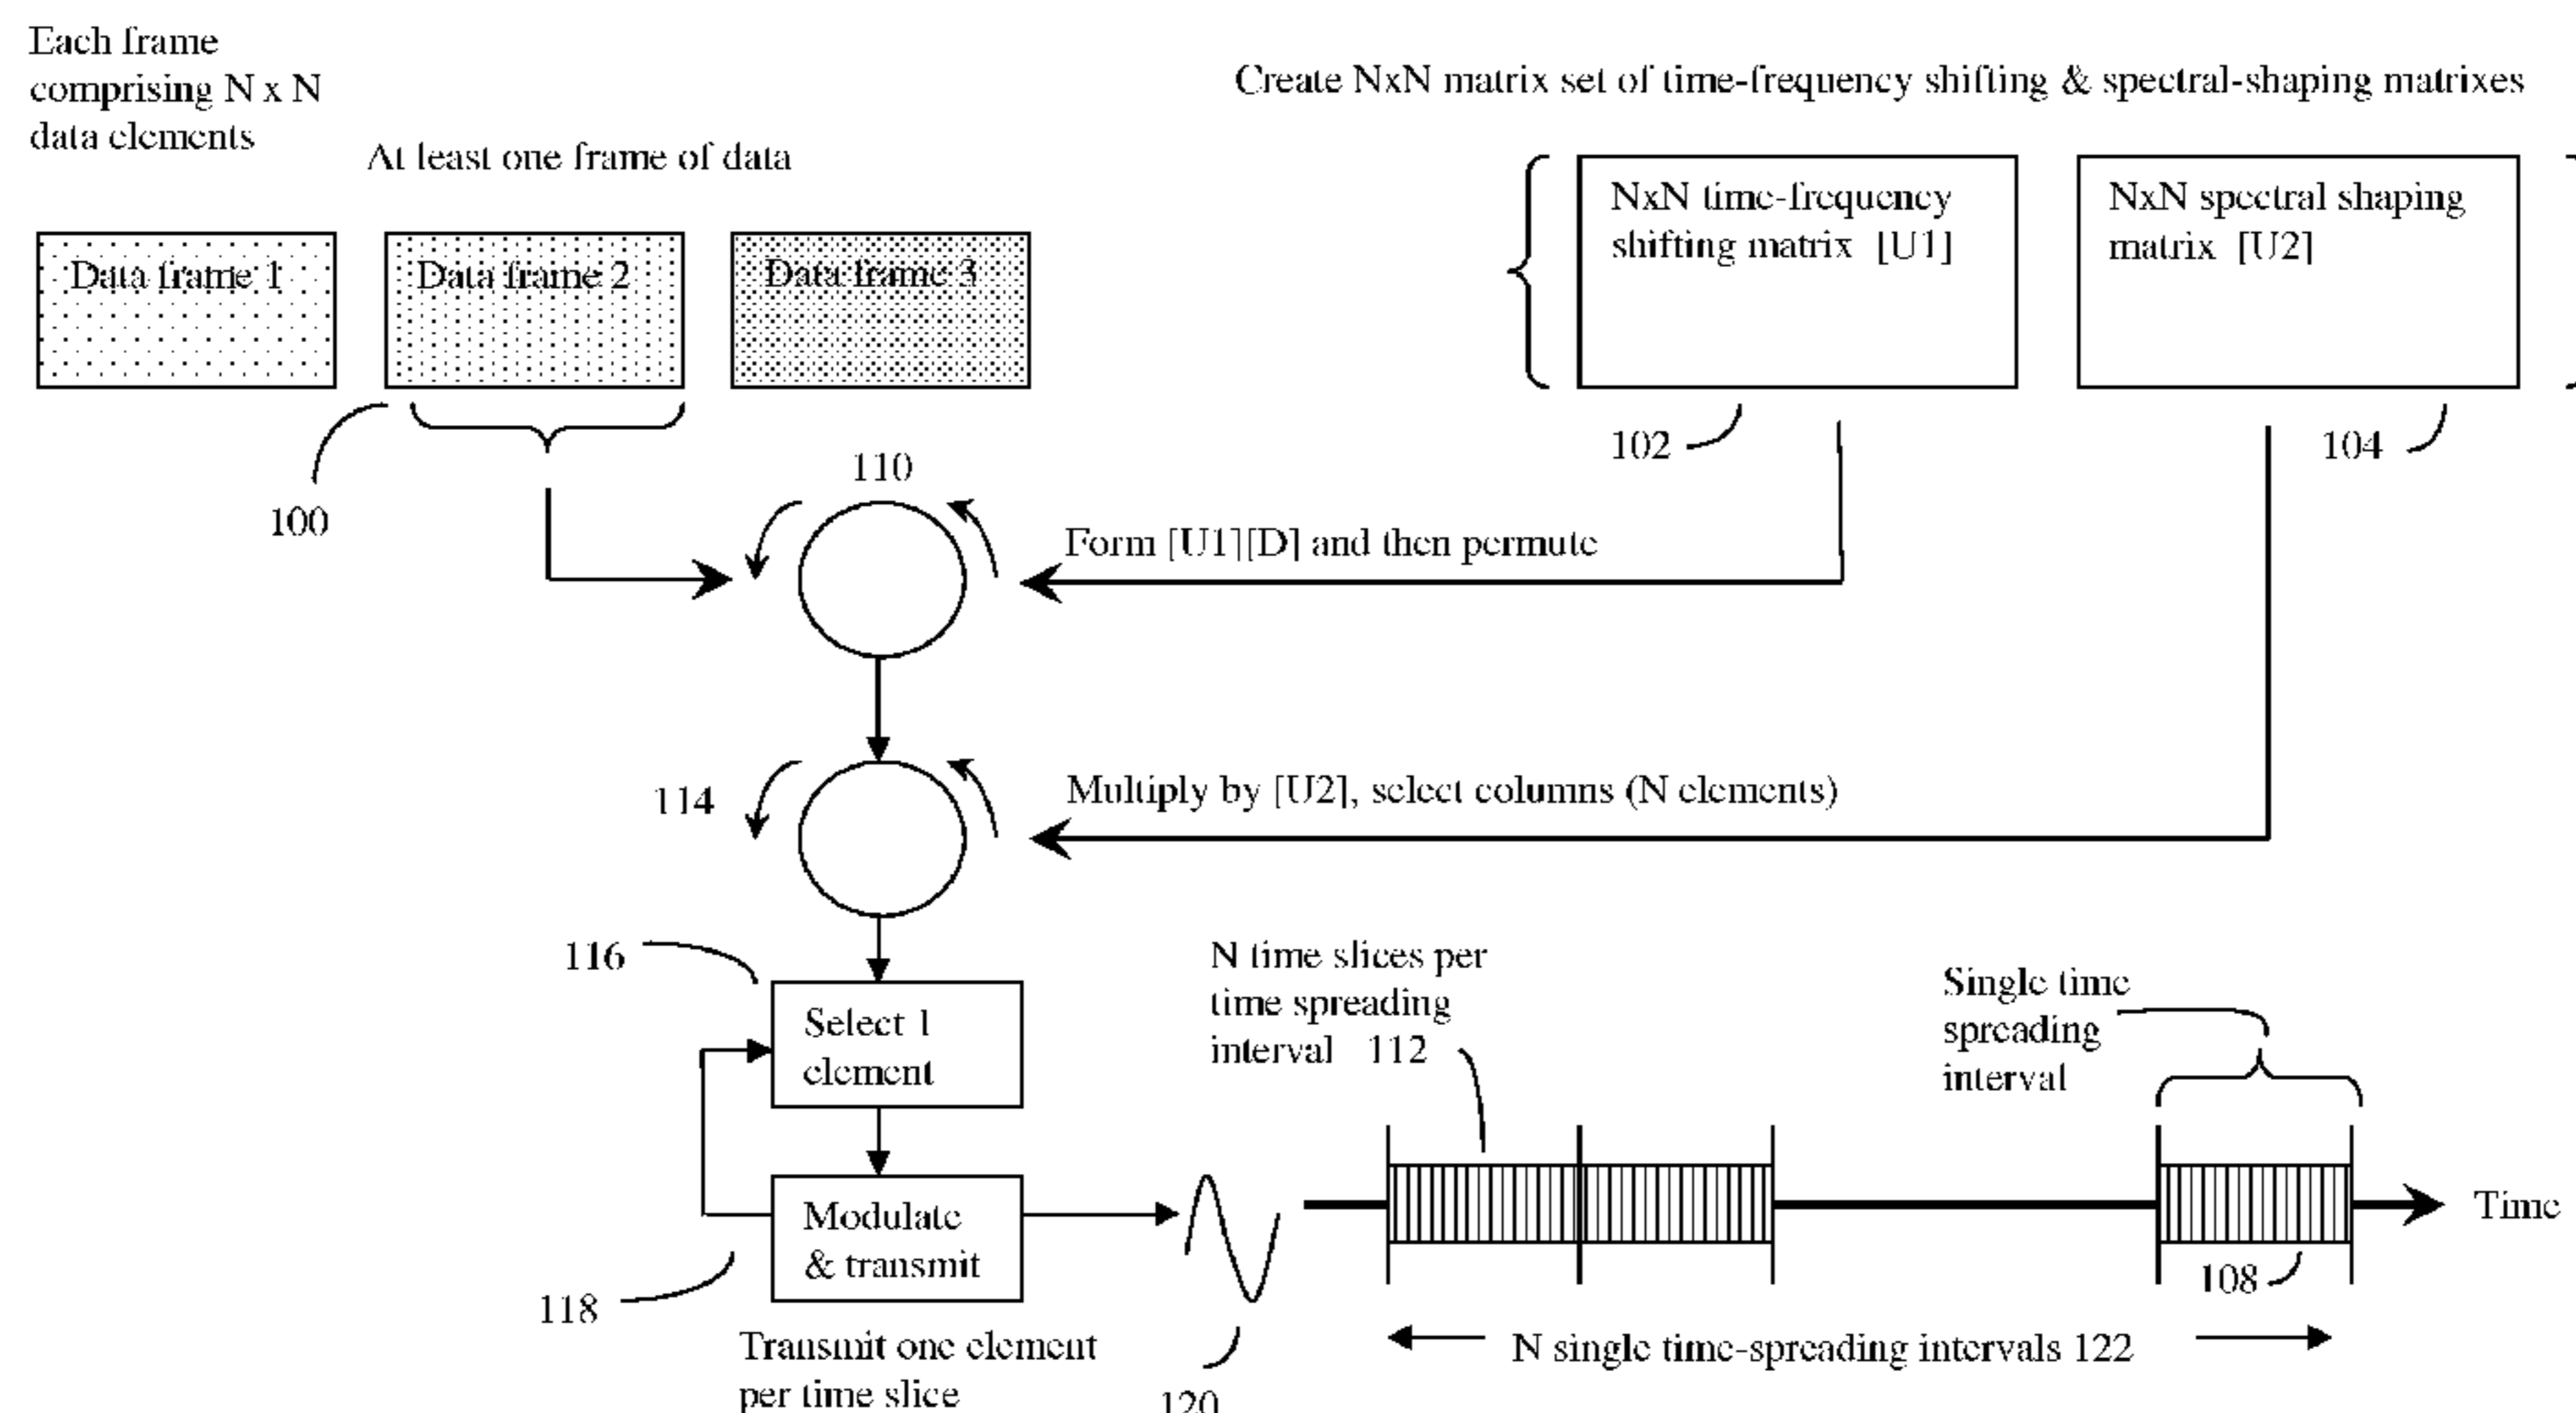 Each frame
comprising N x N
data elements
At least one frame of data
Create NxN matrix set of time-frequency shifting & spectral-shaping matrixes
Data frame 1
Data frame 2
Data frame 3
NxN time-frequency
shifting matrix [U1]
NxN spectral shaping
matrix [U2]
100
102
104
110
Form [U1][D] and then permute
114
Multiply by [U2], select columns (N elements)
116
Select 1
element
N time slices per
time spreading
interval 112
Single time
spreading
interval
Modulate
& transmit
118
Time
108
Transmit one element
per time slice
120
N single time-spreading intervals 122